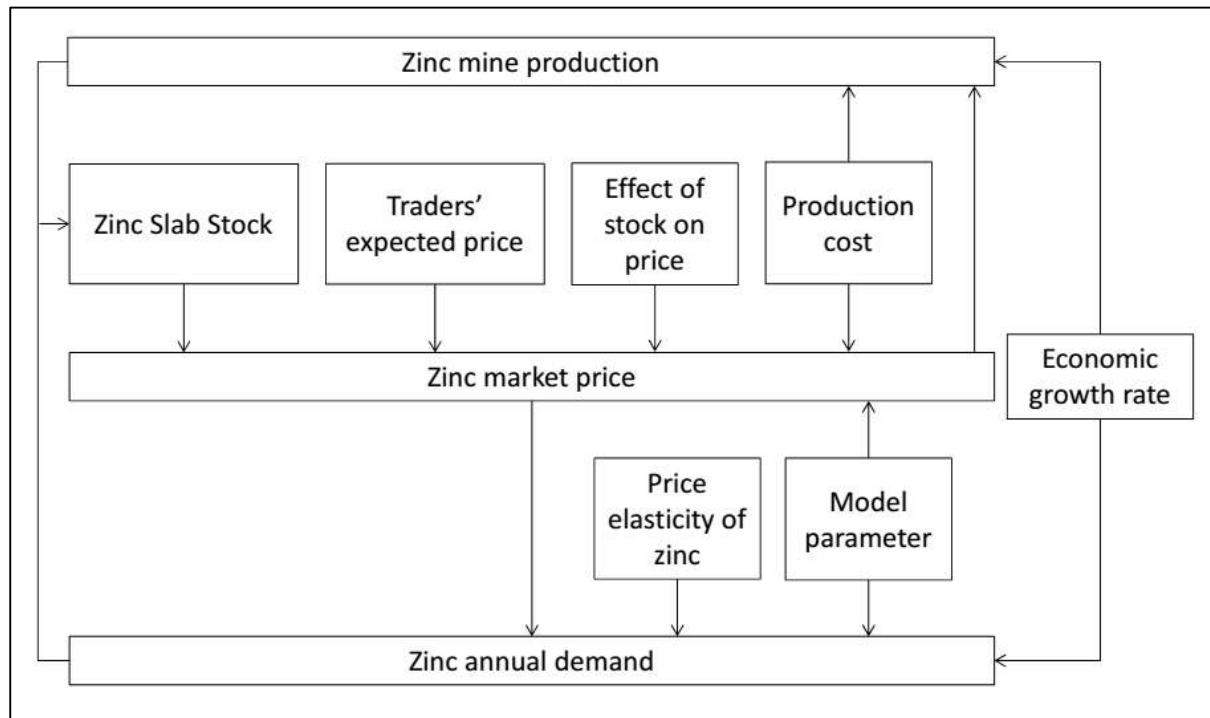 Zinc mine production
Zinc Slab Stock
Traders’
expected price
Effect of
stock on
price
Production
cost
Zinc market price
Economic
growth rate
Price
elasticity of
zinc
Model
parameter
Zinc annual demand